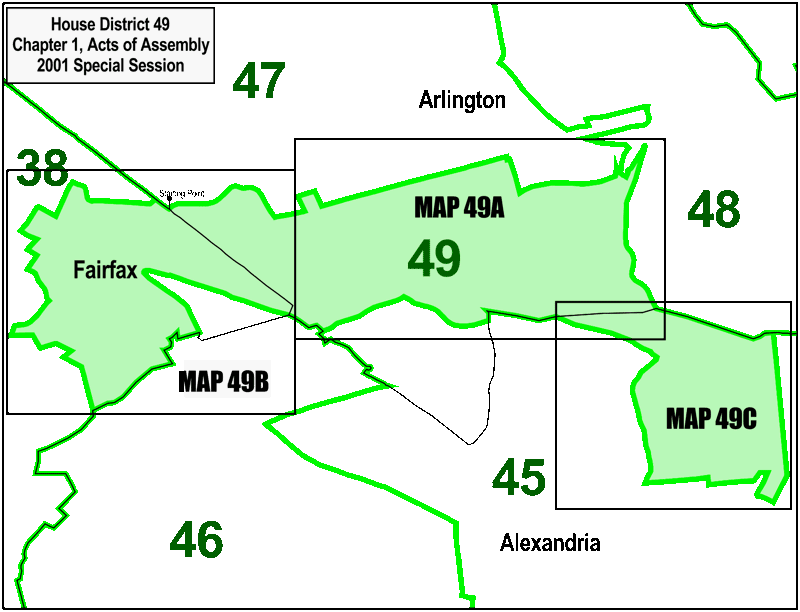 House District 49
Chapter 1, Acts of Assembly
2001 Special Session
47
Arlington
38
Starting Point
MAP 49A
48
49
Fairfax
MAP 49B
MAP 49C
45
46
Alexandria